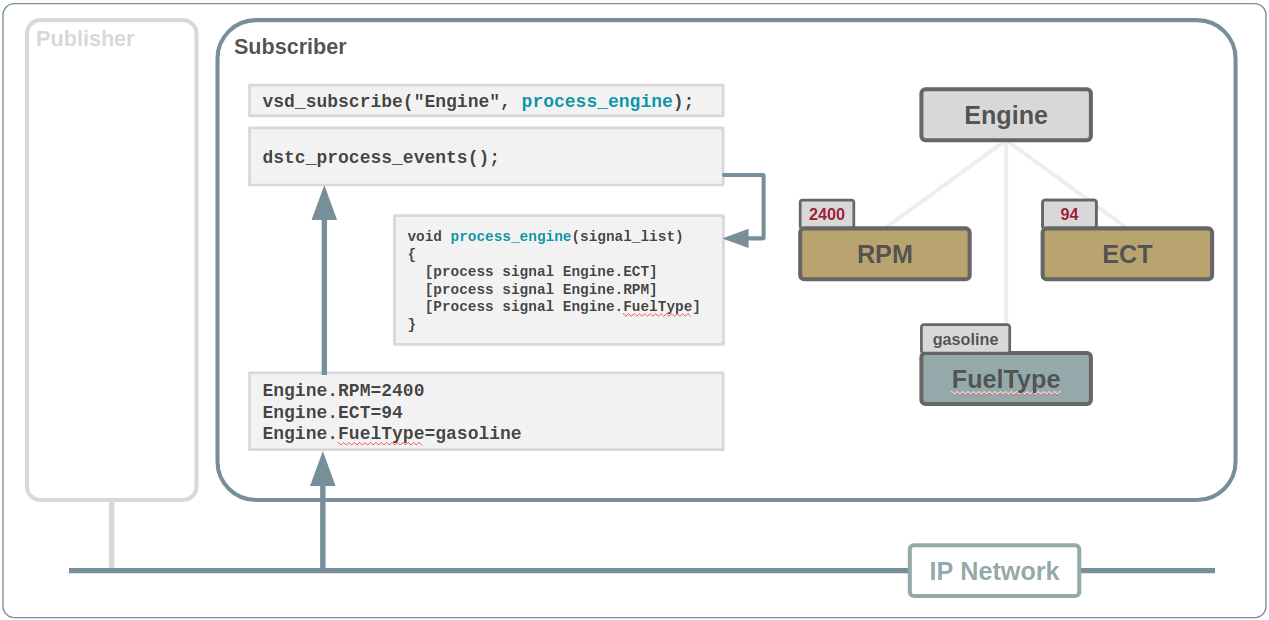 Publisher
Subscriber
vsd_subscribe("Engine", process_engine);
dstc_process_events();
void process_engine(signal_list)
{
[process signal Engine.ECT]
[process signal Engine.RPM]
[Process signal Engine.FuelType]
}
Engine.RPM=2400
Engine.ECT=94
Engine.FuelType=gasoline
Engine
2400
RPM
94
ECT
gasoline
FuelType
IP Network